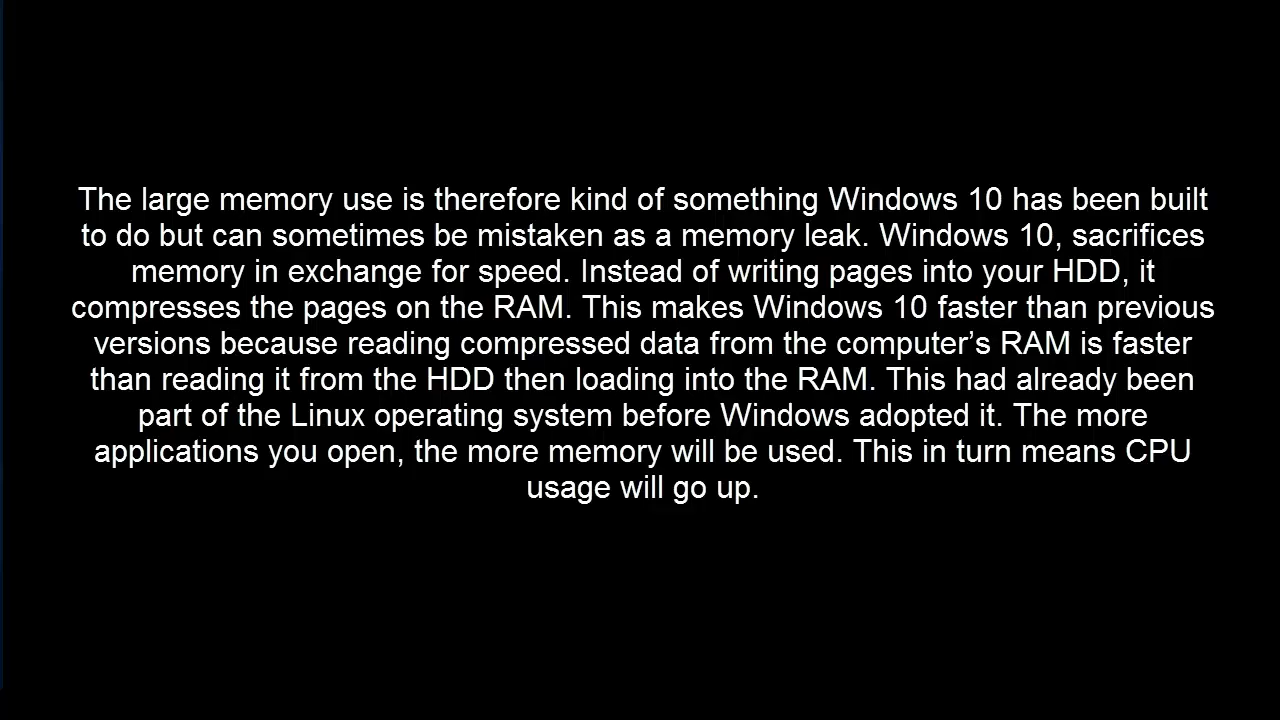 The large memory use is therefore kind of something Windows 10 has been built
to do but can sometimes be mistaken as a memory leak. Windows 10, sacrifices
memory in exchange for speed. Instead of writing pages into your HDD, it
compresses the pages on the RAM. This makes Windows 10 faster than previous
versions because reading compressed data from the computer’s RAM is faster
than reading it from the HDD then loading into the RAM. This had already been
part of the Linux operating system before Windows adopted it. The more
applications you open, the more memory will be used. This in turn means CPU
usage will go up.